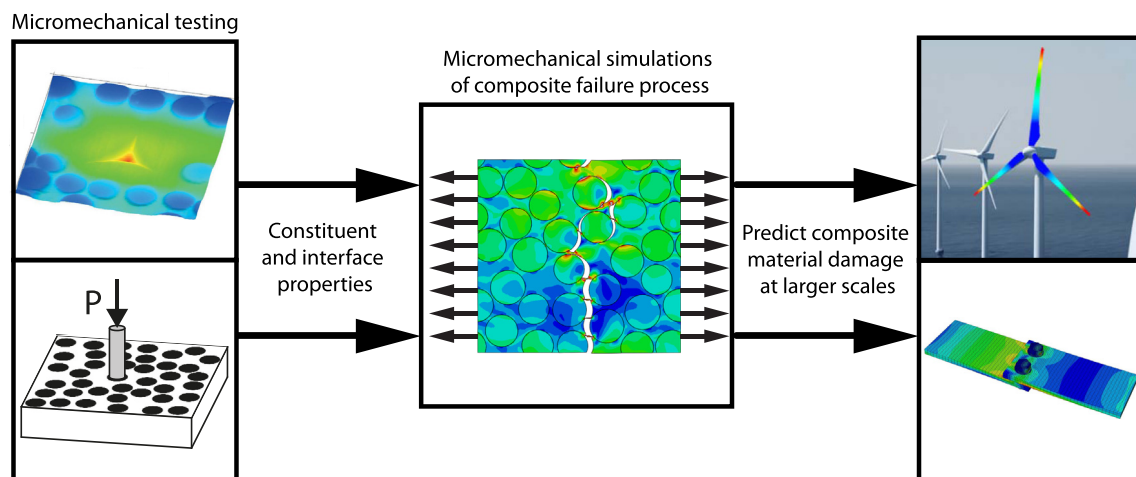 Micromechanical testing
P
Constituent
and interface
properties
Micromechanical simulations
of composite failure process
Predict composite
material damage
at larger scales